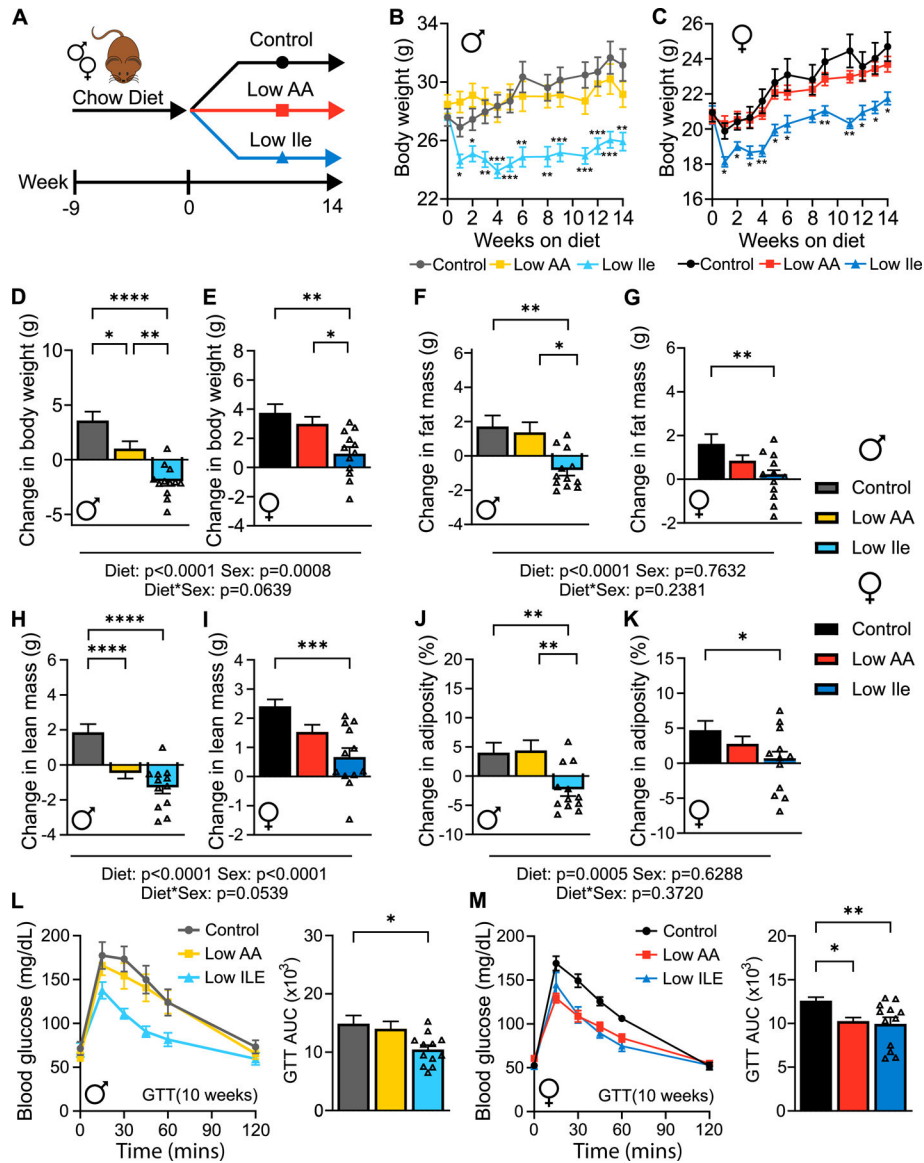 A
Control
Chow Diet
Low AA
Low Ile
Week
-9
0
14
B
Body weight (g)
34
30
26
22
0 2 4 6 8 10 12 14
Weeks on diet
Control Low AA Low Ile
* * ** *** *** ** ** *** *** *** *** **
C
Body weight (g)
26
24
22
20
18
16
0 2 4 6 8 10 12 14
Weeks on diet
Control Low AA Low Ile
* * * * ** * * ** * ** * * *
D
**** 
* **
Change in body weight (g)
10
5
0
-5
E
**
*
Change in body weight (g)
8
6
4
2
0
-2
-4
Diet: p<0.0001 Sex: p=0.0008
Diet*Sex: p=0.0639
F
**
*
Change in fat mass (g)
6
4
2
0
-2
-4
G
**
Change in fat mass (g)
6
4
2
0
-2
Diet: p<0.0001 Sex: p=0.7632
Diet*Sex: p=0.2381
Control
Low AA
Low Ile
Control
Low AA
Low Ile
H
****
****
Change in lean mass (g)
6
4
2
0
-2
-4
I
***
Change in lean mass (g)
4
3
2
1
0
-1
-2
Diet: p<0.0001 Sex: p<0.0001
Diet*Sex: p=0.0539
J
**
**
Change in adiposity (%)
20
15
10
5
0
-5
-10
K
*
Change in adiposity (%)
15
10
5
0
-5
-10
Diet: p=0.0005 Sex: p=0.6288
Diet*Sex: p=0.3720
L
Blood glucose (mg/dL)
200
150
100
50
0
Control
Low AA
Low ILE
GTT(10 weeks)
0 30 60 90 120
Time (mins)
*
GTT AUC (x10³)
30
20
10
0
M
Blood glucose (mg/dL)
200
150
100
50
0
Control
Low AA
Low ILE
GTT(10 weeks)
0 30 60 90 120
Time (mins)
**
*
GTT AUC (x10³)
25
20
15
10
5
0